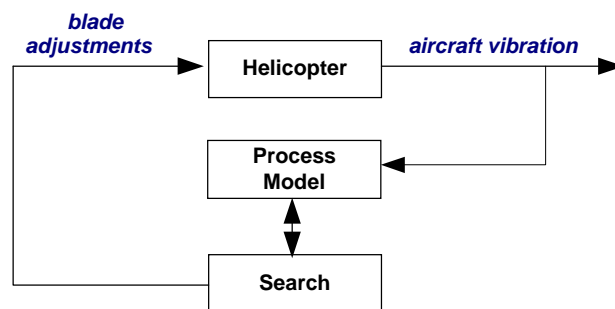 blade
adjustments
Helicopter
aircraft vibration
Process
Model
Search